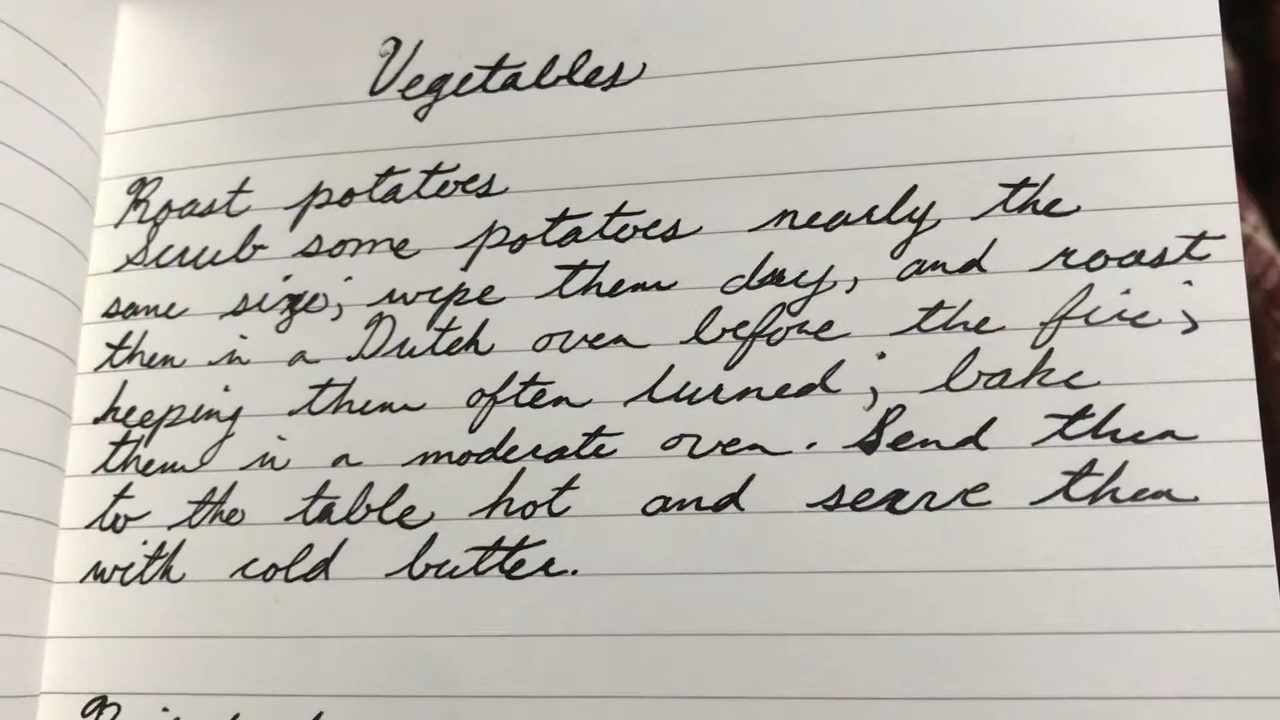 Vegetables
Roast potatoes
Scrub some potatoes nearly the
same size; wipe them dry, and roast
them in a Dutch oven before the fire;
keeping them often turned; bake
them in a moderate oven. Send them
to the table hot and serve them
with cold butter.